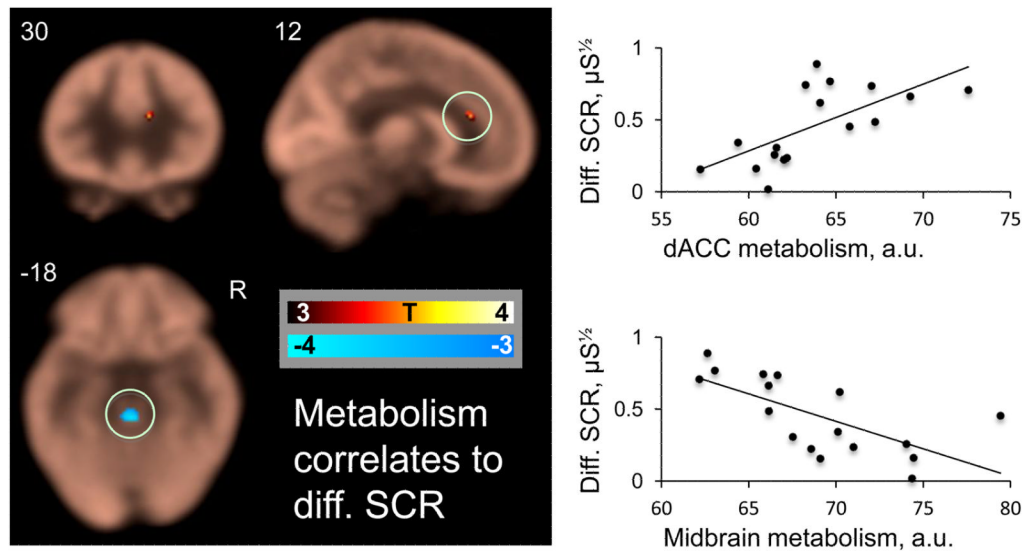 30
12
-18
R
3 T 4
-4 -3
Metabolism
correlates to
diff. SCR
Diff. SCR, µS½
1
0.5
0
55 60 65 70 75
dACC metabolism, a.u.
Diff. SCR, µS½
1
0.5
0
60 65 70 75 80
Midbrain metabolism, a.u.